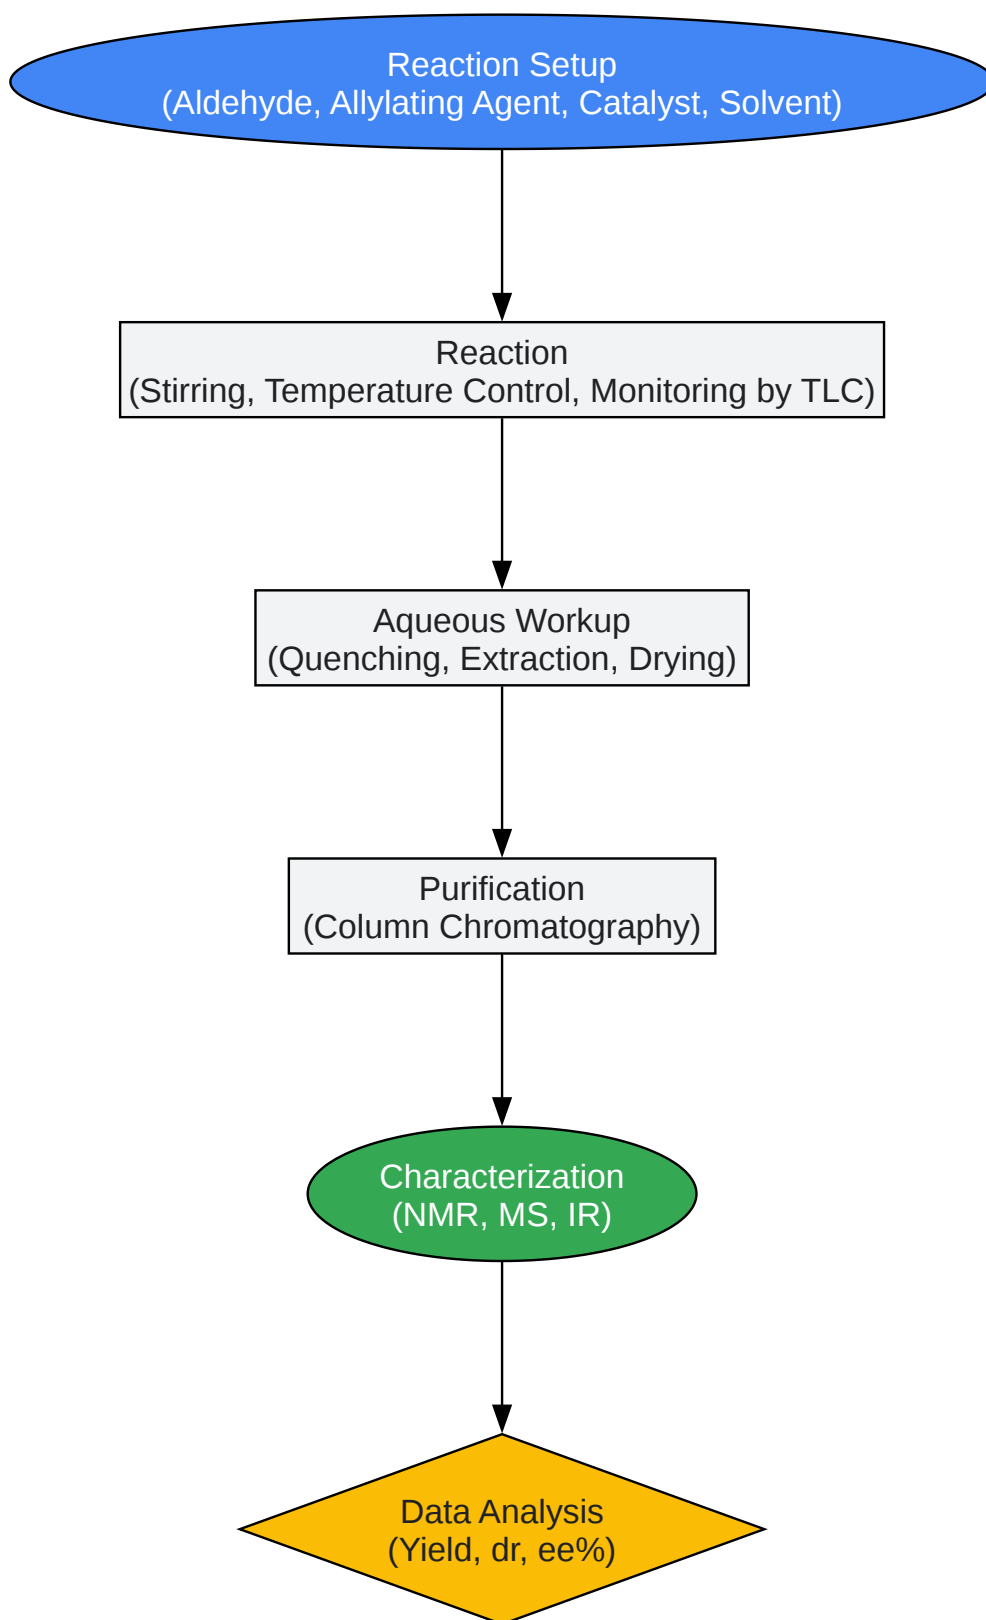 Reaction Setup
(Aldehyde, Allylating Agent, Catalyst, Solvent)
Reaction
(Stirring, Temperature Control, Monitoring by TLC)
Aqueous Workup
(Quenching, Extraction, Drying)
Purification
(Column Chromatography)
Characterization
(NMR, MS, IR)
Data Analysis
(Yield, dr, ee%)